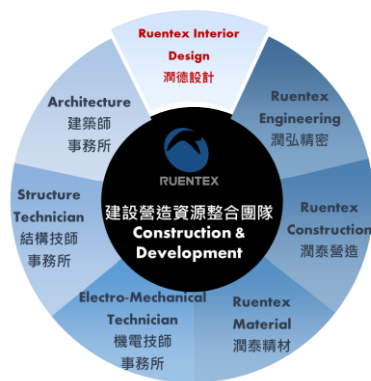 Ruentex Interior
Design
潤德設計
Ruentex
Engineering
潤弘精密
Ruentex
Construction
潤泰營造
Ruentex
Material
潤泰精材
Electro-Mechanical
Technician
機電技師
事務所
Structure
Technician
結構技師
事務所
Architecture
建築師
事務所
RUENTEX
建設營造資源整合團隊
Construction &
Development